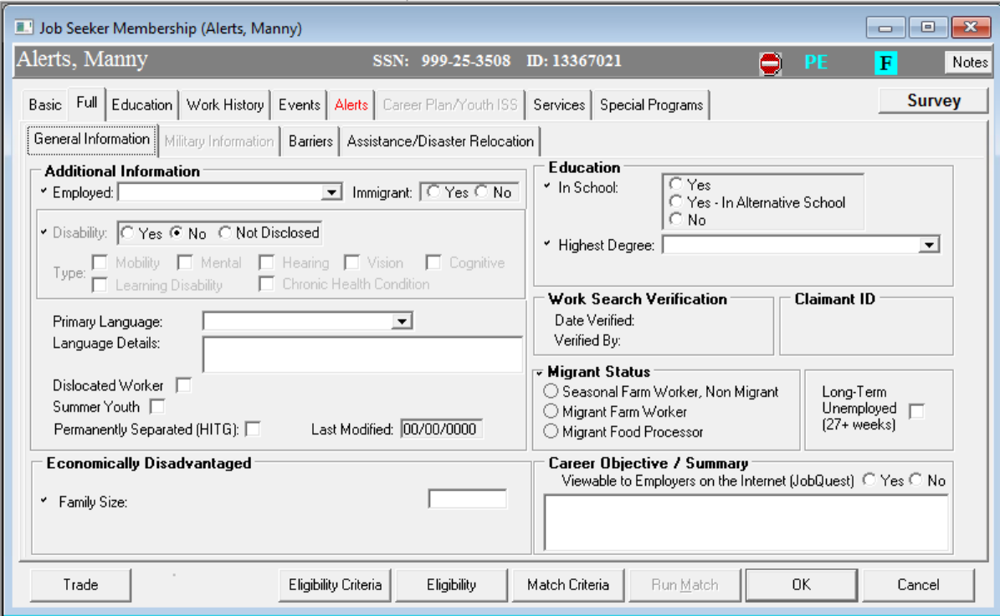 Job Seeker Membership (Alerts, Manny)
Alerts, Manny SSN: 999-25-3508 ID: 13367021 PE F Notes
Basic Full Education Work History Events Alerts Career Plan/Youth ISS Services Special Programs Survey
General Information Military Information Barriers Assistance/Disaster Relocation
Additional Information
Employed: Immigrant: Yes No
Disability: Yes No Not Disclosed
Type: Mobility Mental Hearing Vision Cognitive
Learning Disability Chronic Health Condition
Primary Language:
Language Details:
Dislocated Worker
Summer Youth
Permanently Separated (HITG): Last Modified: 00/00/0000
Economically Disadvantaged
Family Size:
Education
In School: Yes
Yes - In Alternative School
No
Highest Degree:
Work Search Verification
Date Verified:
Verified By:
Claimant ID
Migrant Status
Seasonal Farm Worker, Non Migrant
Migrant Farm Worker
Migrant Food Processor
Long-Term
Unemployed
(27+ weeks)
Career Objective / Summary
Viewable to Employers on the Internet (JobQuest) Yes No
Trade Eligibility Criteria Eligibility Match Criteria Run Match OK Cancel